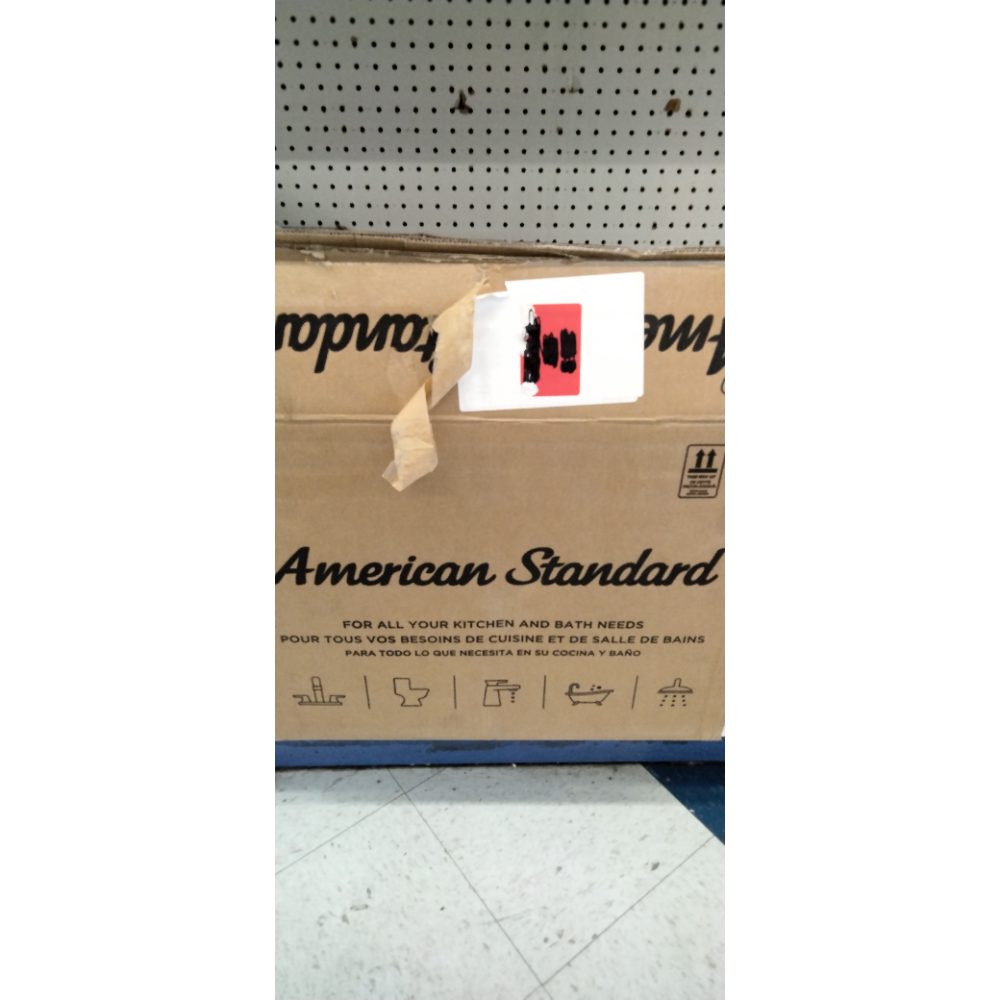 American Standard
FOR ALL YOUR KITCHEN AND BATH NEEDS
POUR TOUS VOS BESOINS DE CUISINE ET DE SALLE DE BAINS
PARA TODO LO QUE NECESITA EN SU COCINA Y BAÑO